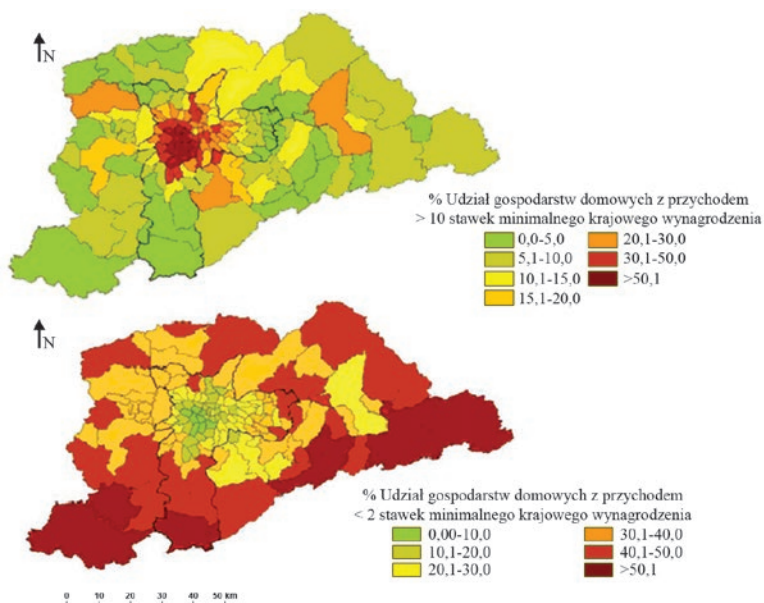 N
% Udział gospodarstw domowych z przychodem
> 10 stawek minimalnego krajowego wynagrodzenia
0,0-5,0 20,1-30,0
5,1-10,0 30,1-50,0
10,1-15,0 >50,1
15,1-20,0
N
% Udział gospodarstw domowych z przychodem
< 2 stawek minimalnego krajowego wynagrodzenia
0,00-10,0 30,1-40,0
10,1-20,0 40,1-50,0
20,1-30,0 >50,1
0 10 20 30 40 50 km